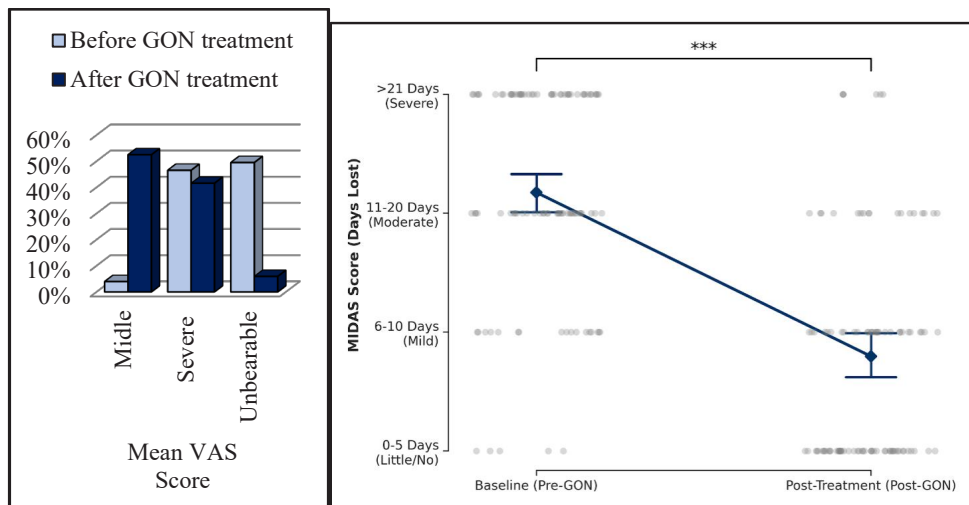 Before GON treatment
After GON treatment
60%
50%
40%
30%
20%
10%
0%
Midle
Severe
Unbearable
Mean VAS
Score
***
MIDAS Score (Days Lost)
>21 Days
(Severe)
11-20 Days
(Moderate)
6-10 Days
(Mild)
0-5 Days
(Little/No)
Baseline (Pre-GON)
Post-Treatment (Post-GON)